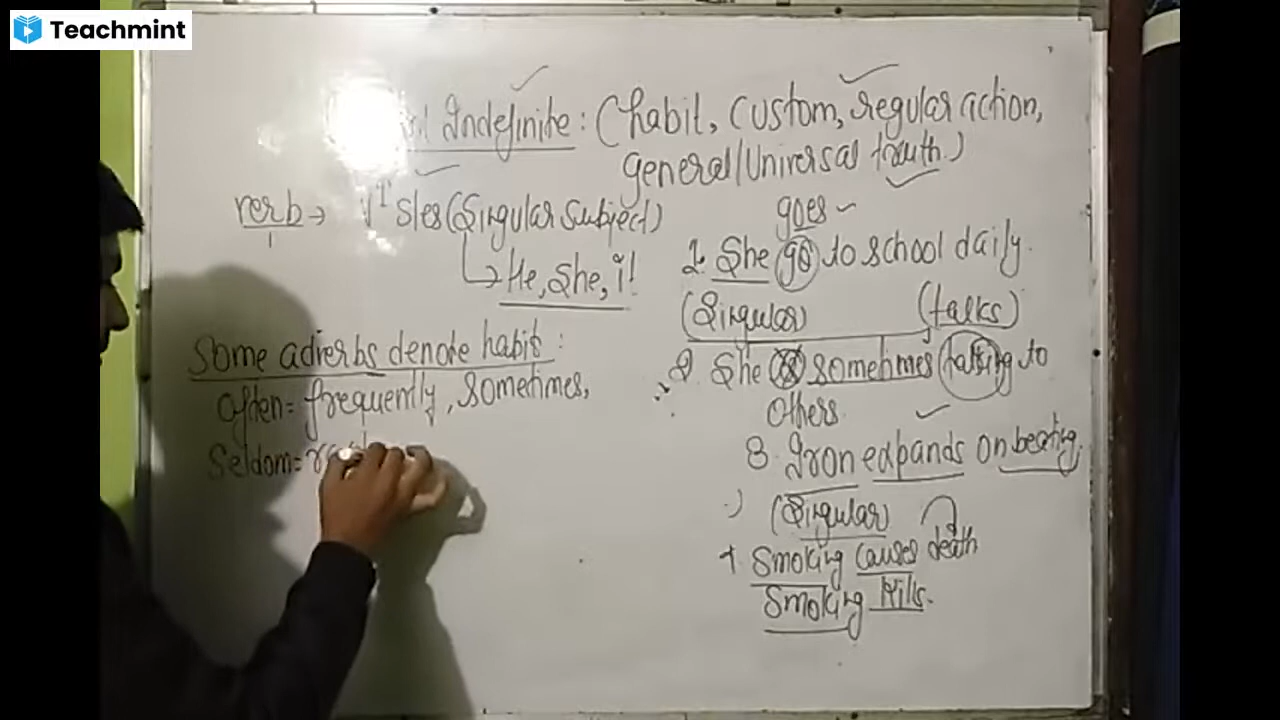 Teachmint
Indefinite: (habit, custom, regular action,
general/Universal truth)
verb → V¹ s/es (Singular Subject)
→ He, She, it
Some adverbs denote habit:
Often = frequently, sometimes,
Seldom =
goes
1. She go to school daily.
(Singular) (talks)
2. She is sometimes talking to
others
3. Iron expands on beating.
(Singular)
4 Smoking causes death
Smoking kills.